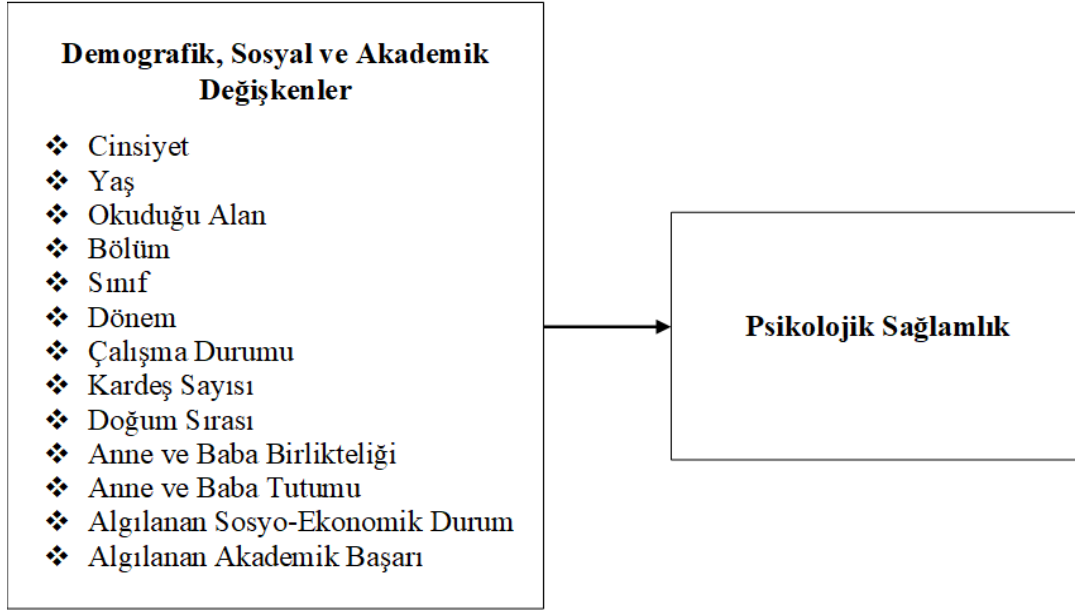 Demografik, Sosyal ve Akademik
Değişkenler
❖ Cinsiyet
❖ Yaş
❖ Okuduğu Alan
❖ Bölüm
❖ Sınıf
❖ Dönem
❖ Çalışma Durumu
❖ Kardeş Sayısı
❖ Doğum Sırası
❖ Anne ve Baba Birlikteliği
❖ Anne ve Baba Tutumu
❖ Algılanan Sosyo-Ekonomik Durum
❖ Algılanan Akademik Başarı
Psikolojik Sağlamlık